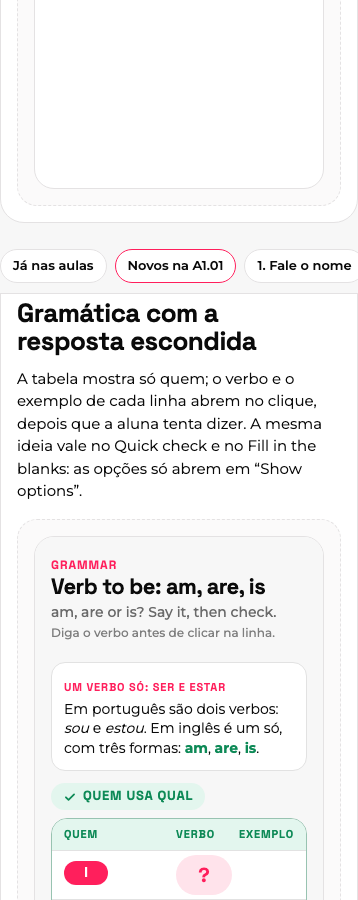 Já nas aulas
Novos na A1.01
1. Fale o nome
Gramática com a
resposta escondida
A tabela mostra só quem; o verbo e o
exemplo de cada linha abrem no clique,
depois que a aluna tenta dizer. A mesma
ideia vale no Quick check e no Fill in the
blanks: as opções só abrem em “Show
options”.
GRAMMAR
Verb to be: am, are, is
am, are or is? Say it, then check.
Diga o verbo antes de clicar na linha.
UM VERBO SÓ: SER E ESTAR
Em português são dois verbos:
sou e estou. Em inglês é um só,
com três formas: am, are, is.
QUEM USA QUAL
QUEM VERBO EXEMPLO
I ?